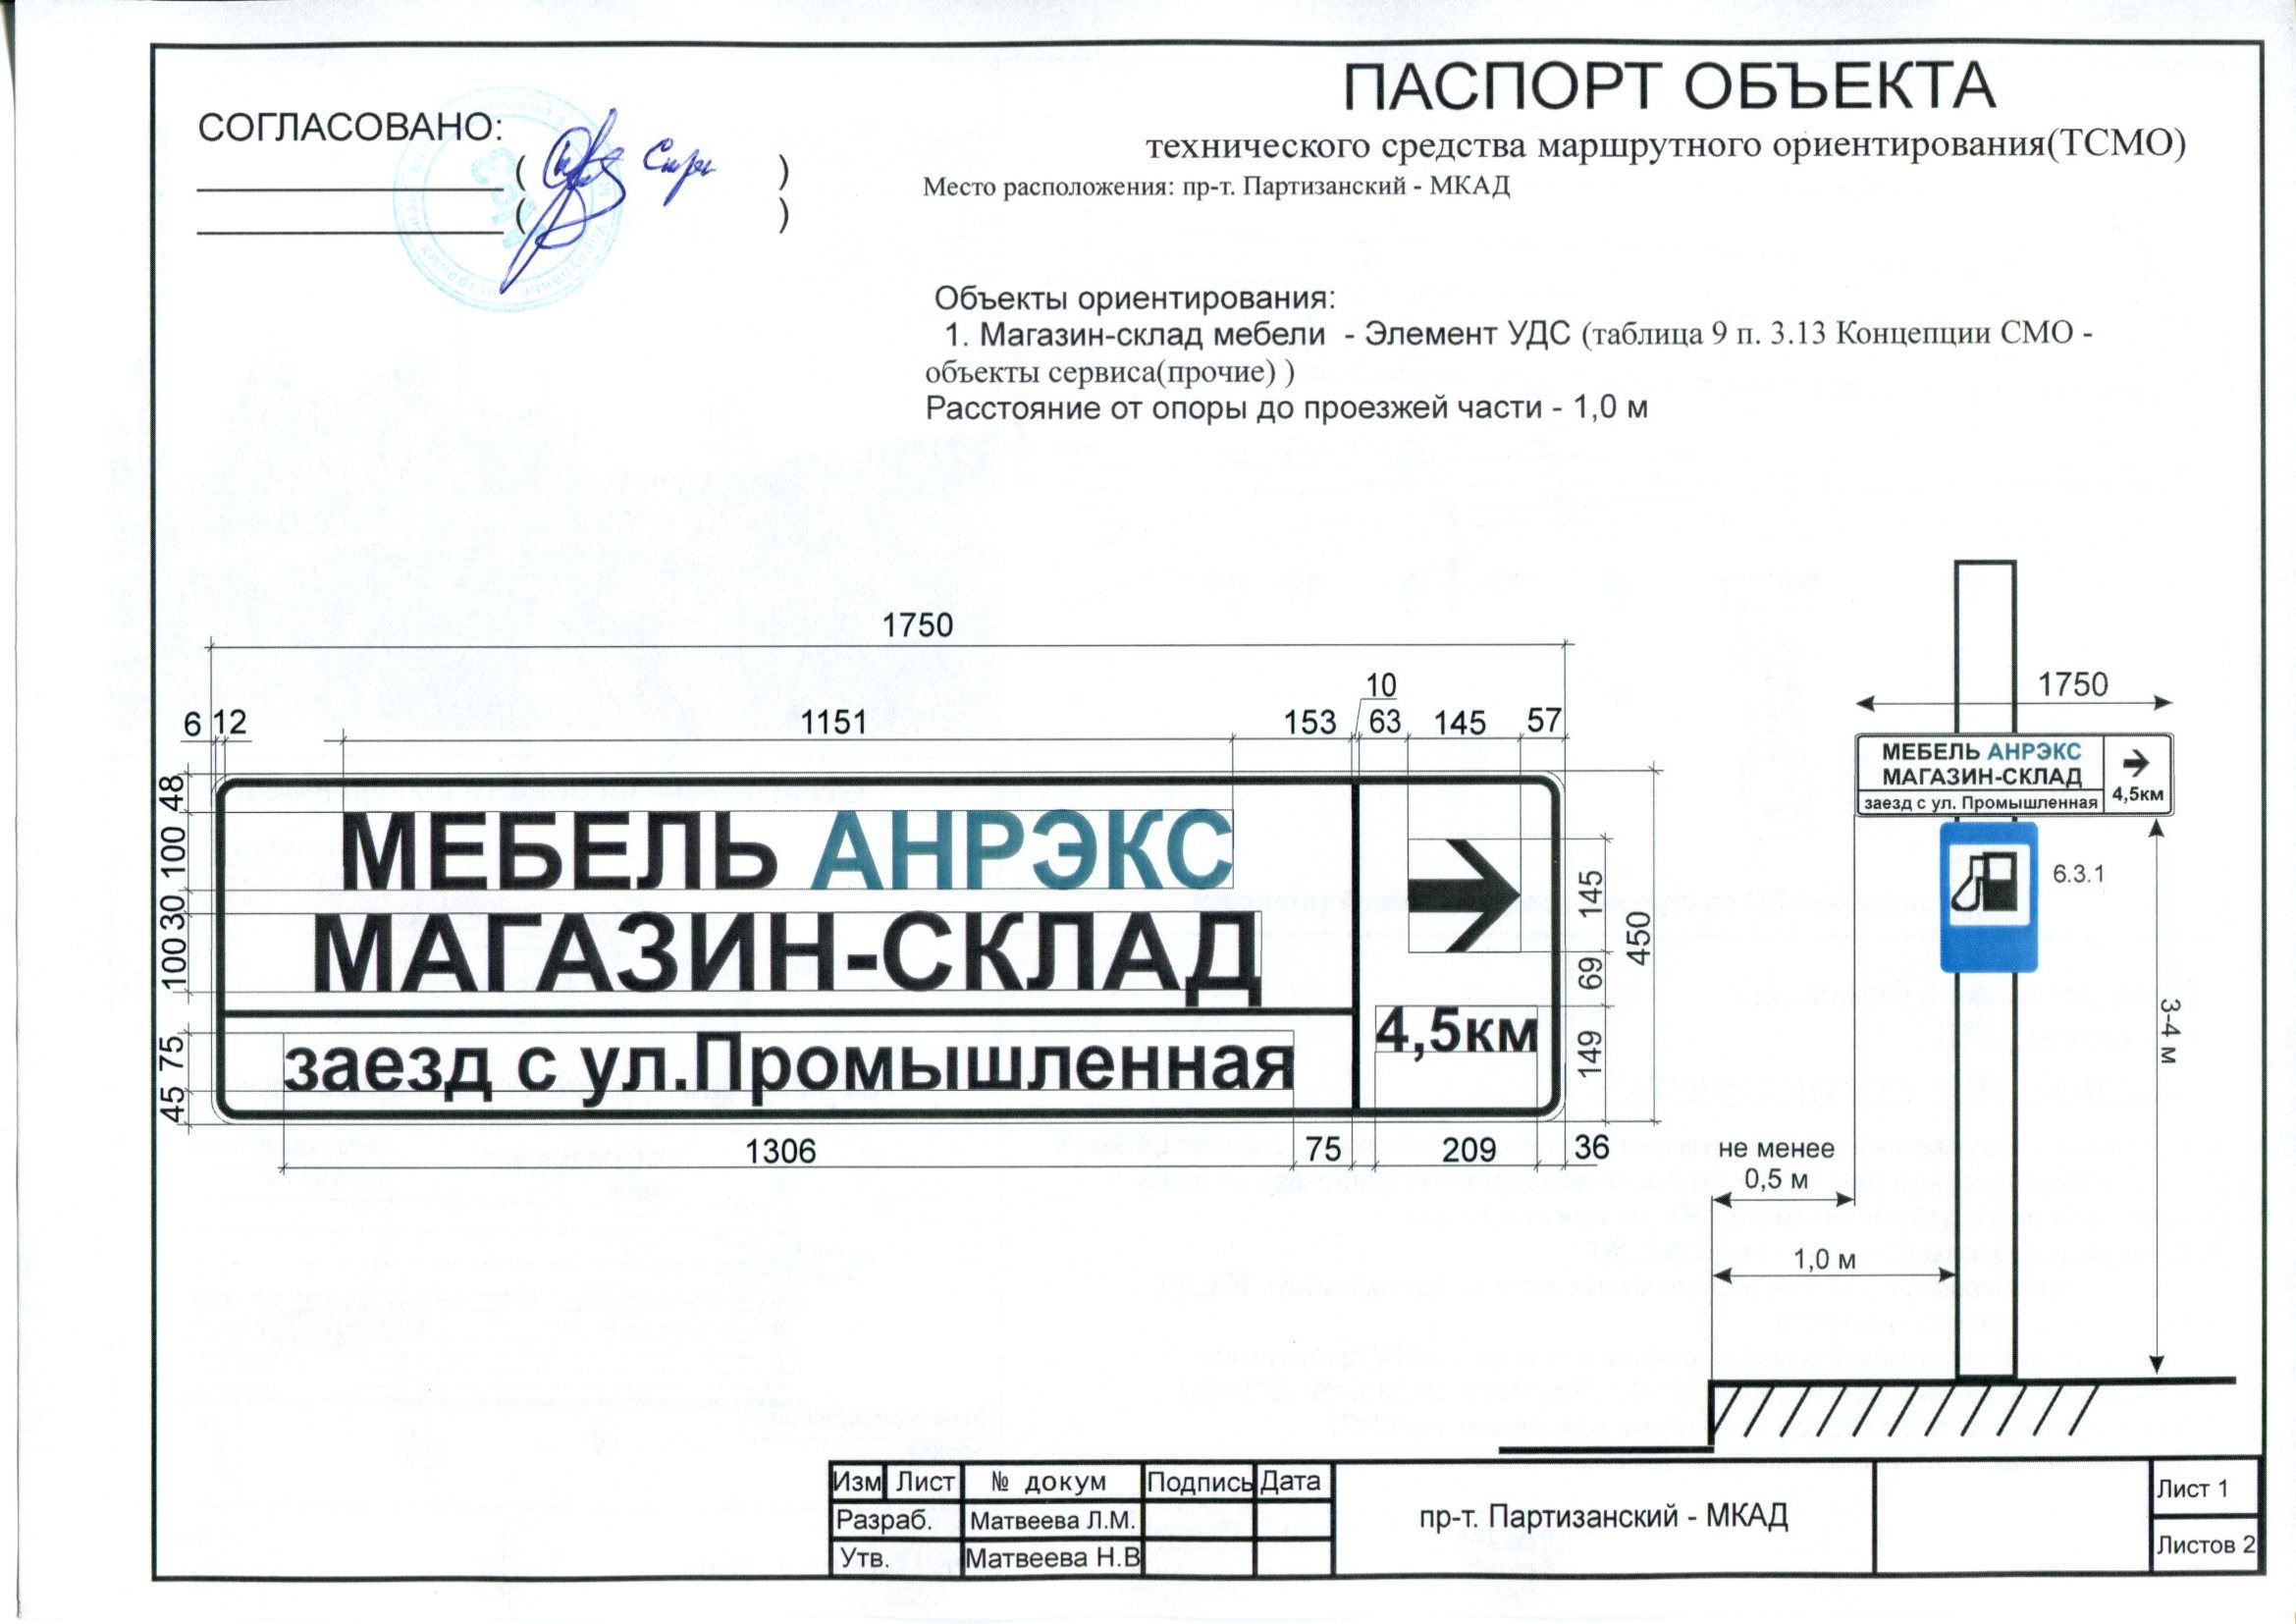 ПАСПОРТ ОБЪЕКТА
технического средства маршрутного ориентирования(ТСМО)
Место расположения: пр-т. Партизанский - МКАД
СОГЛАСОВАНО:
( )
( )
Объекты ориентирования:
1. Магазин-склад мебели - Элемент УДС (таблица 9 п. 3.13 Концепции СМО -
объекты сервиса(прочие) )
Расстояние от опоры до проезжей части - 1,0 м
1750
10
6 12 1151 153 63 145 57
48
100
30
100
75
45
МЕБЕЛЬ АНРЭКС
МАГАЗИН-СКЛАД
заезд с ул.Промышленная
4,5км
145
69
149
450
1306 75 209 36
1750
МЕБЕЛЬ АНРЭКС
МАГАЗИН-СКЛАД
заезд с ул. Промышленная
4,5км
6.3.1
3-4 м
не менее
0,5 м
1,0 м
Изм Лист № докум Подпись Дата
Разраб. Матвеева Л.М.
Утв. Матвеева Н.В
пр-т. Партизанский - МКАД
Лист 1
Листов 2